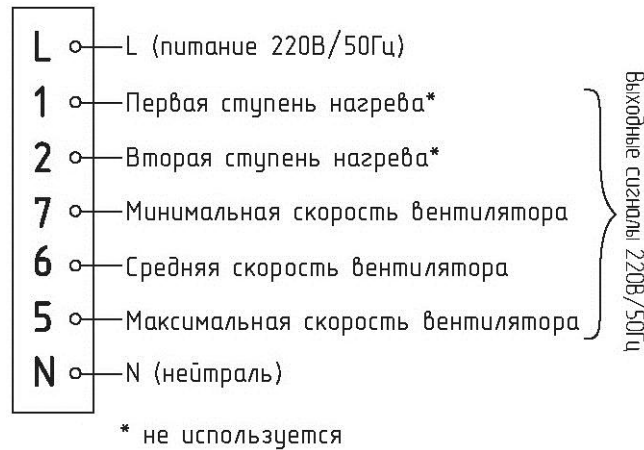 L L (питание 220В/50Гц)
1 Первая ступень нагрева*
2 Вторая ступень нагрева*
7 Минимальная скорость вентилятора
6 Средняя скорость вентилятора
5 Максимальная скорость вентилятора
N N (нейтраль)
Выходные сигналы 220В/50Гц
* не используется